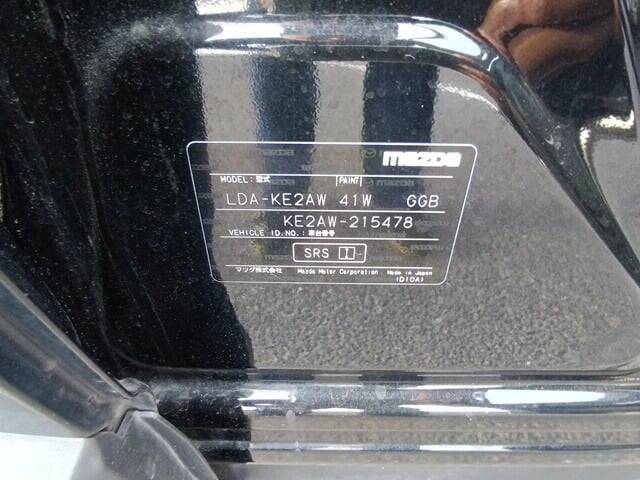 mazda
MODEL: 型式 PAINT
LDA-KE2AW 41W GGB
KE2AW-215478
VEHICLE ID.NO.: 車台番号
SRS
マツダ株式会社 Mazda Motor Corporation Made in Japan
ID10A1